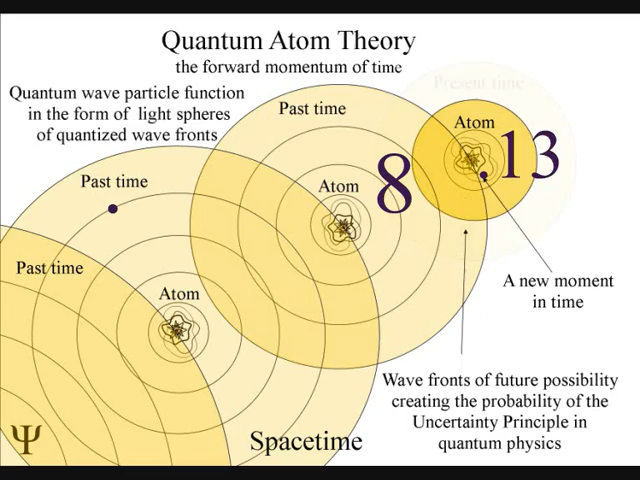 Quantum Atom Theory
the forward momentum of time
Quantum wave particle function
in the form of light spheres
of quantized wave fronts
Present time
Past time
Atom
8.13
Past time
Atom
Past time
Atom
A new moment
in time
Wave fronts of future possibility
creating the probability of the
Uncertainty Principle in
quantum physics
Ψ
Spacetime